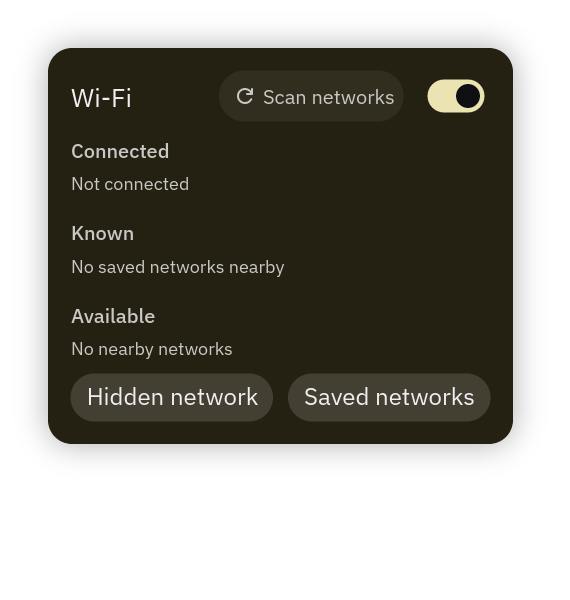 Wi-Fi
Scan networks
Connected
Not connected
Known
No saved networks nearby
Available
No nearby networks
Hidden network
Saved networks